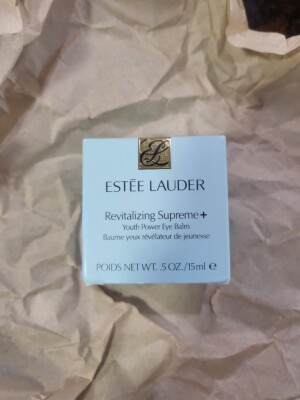 EL
ESTĒE LAUDER
Revitalizing Supreme+
Youth Power Eye Balm
Baume yeux révélateur de jeunesse
POIDS NET WT. .5 OZ./15ml ℮